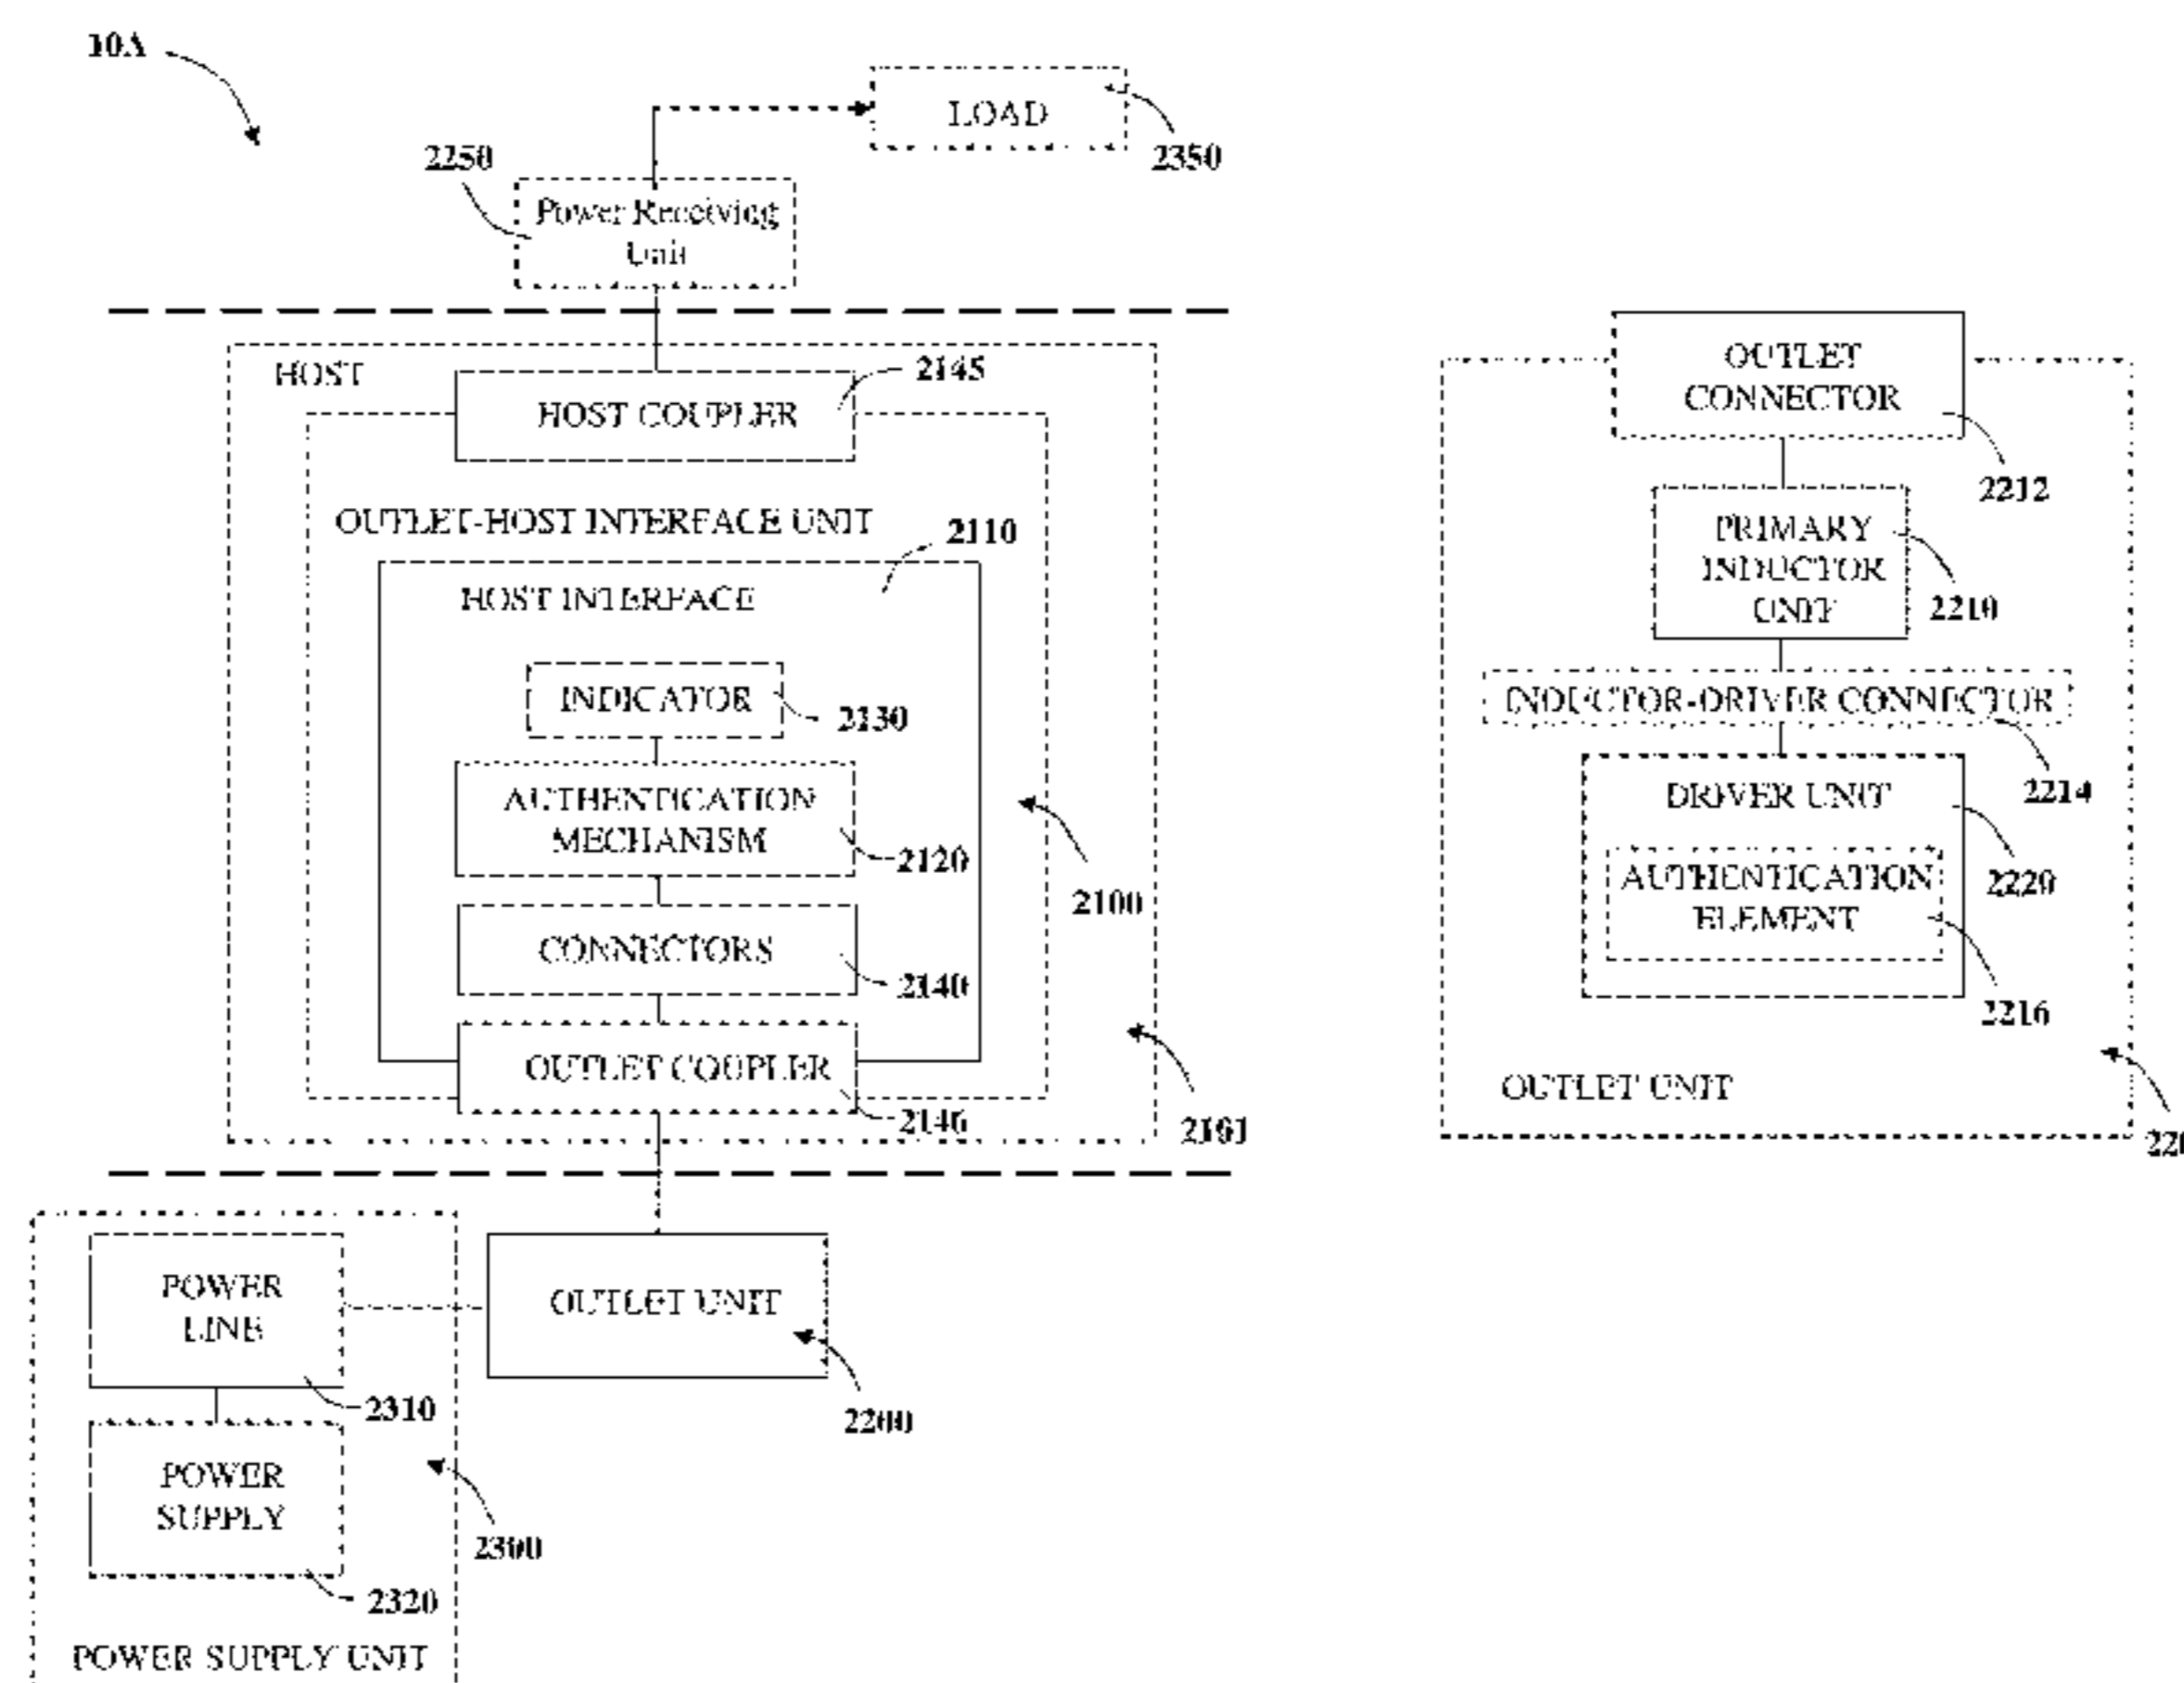 10A
LOAD
2350
2250
Power Receiving
Unit
HOST
2145
HOST COUPLER
OUTLET-HOST INTERFACE UNIT
2110
HOST INTERFACE
INDICATOR
2130
AUTHENTICATION
MECHANISM
2120
2100
CONNECTORS
2140
OUTLET COUPLER
2146
2101
POWER
LINE
2310
OUTLET UNIT
2200
POWER
SUPPLY
2300
2320
POWER SUPPLY UNIT
OUTLET
CONNECTOR
2212
PRIMARY
INDUCTOR
UNIT
2210
INDUCTOR-DRIVER CONNECTOR
2214
DRIVER UNIT
2220
AUTHENTICATION
ELEMENT
2216
OUTLET UNIT